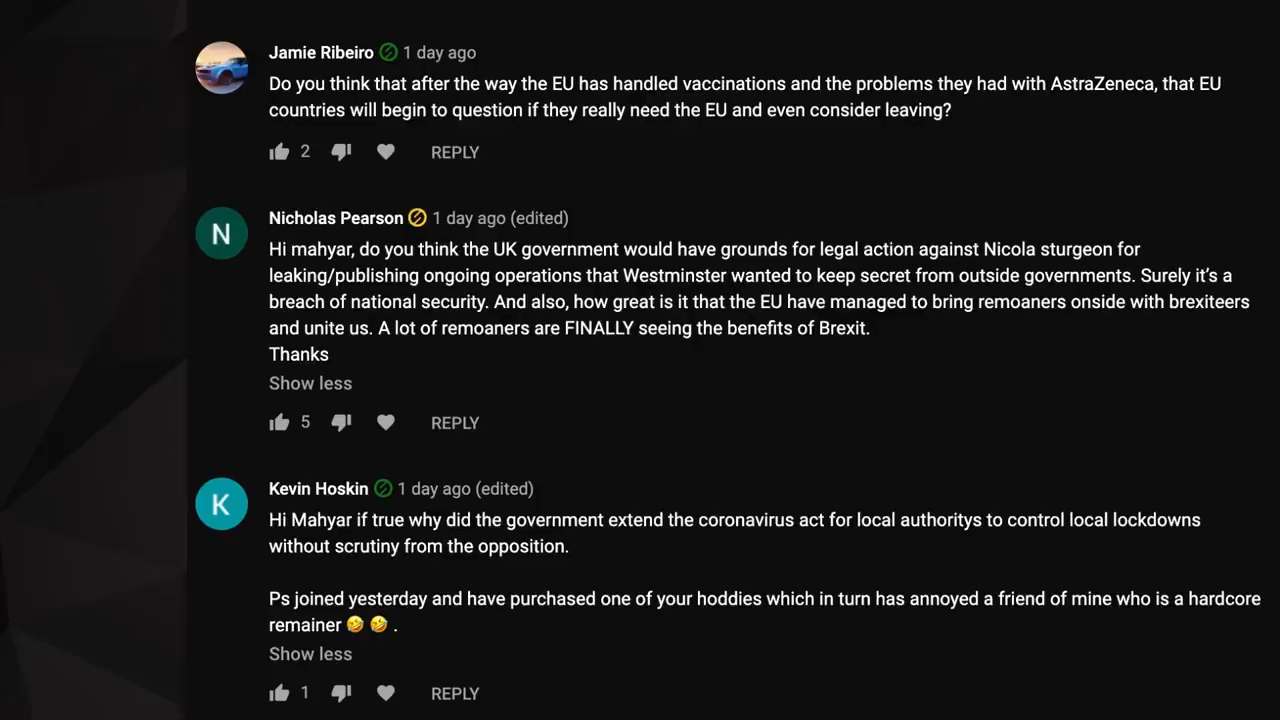 Jamie Ribeiro 1 day ago
Do you think that after the way the EU has handled vaccinations and the problems they had with AstraZeneca, that EU
countries will begin to question if they really need the EU and even consider leaving?
2 REPLY
N
Nicholas Pearson 1 day ago (edited)
Hi mahyar, do you think the UK government would have grounds for legal action against Nicola sturgeon for
leaking/publishing ongoing operations that Westminster wanted to keep secret from outside governments. Surely it's a
breach of national security. And also, how great is it that the EU have managed to bring remoaners onside with brexiteers
and unite us. A lot of remoaners are FINALLY seeing the benefits of Brexit.
Thanks
Show less
5 REPLY
K
Kevin Hoskin 1 day ago (edited)
Hi Mahyar if true why did the government extend the coronavirus act for local authoritys to control local lockdowns
without scrutiny from the opposition.
Ps joined yesterday and have purchased one of your hoddies which in turn has annoyed a friend of mine who is a hardcore
remainer 🤣 🤣 .
Show less
1 REPLY